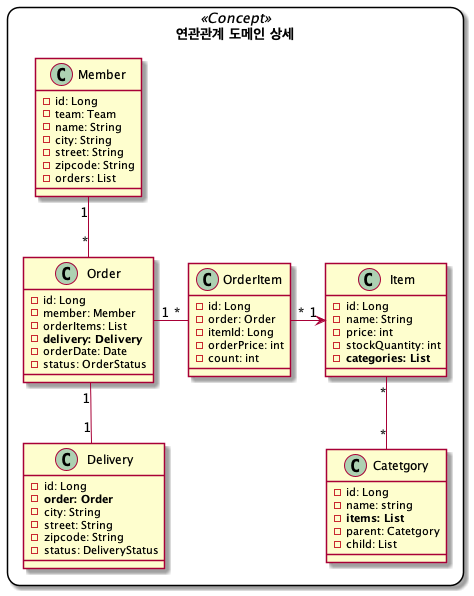 «Concept»
연관관계 도메인 상세
C Member
id: Long
team: Team
name: String
city: String
street: String
zipcode: String
orders: List
1
*
C Order
id: Long
member: Member
orderItems: List
delivery: Delivery
orderDate: Date
status: OrderStatus
1 *
C OrderItem
id: Long
order: Order
itemId: Long
orderPrice: int
count: int
* 1
C Item
id: Long
name: String
price: int
stockQuantity: int
categories: List
1
1
*
*
C Delivery
id: Long
order: Order
city: String
street: String
zipcode: String
status: DeliveryStatus
C Catetgory
id: Long
name: string
items: List
parent: Catetgory
child: List